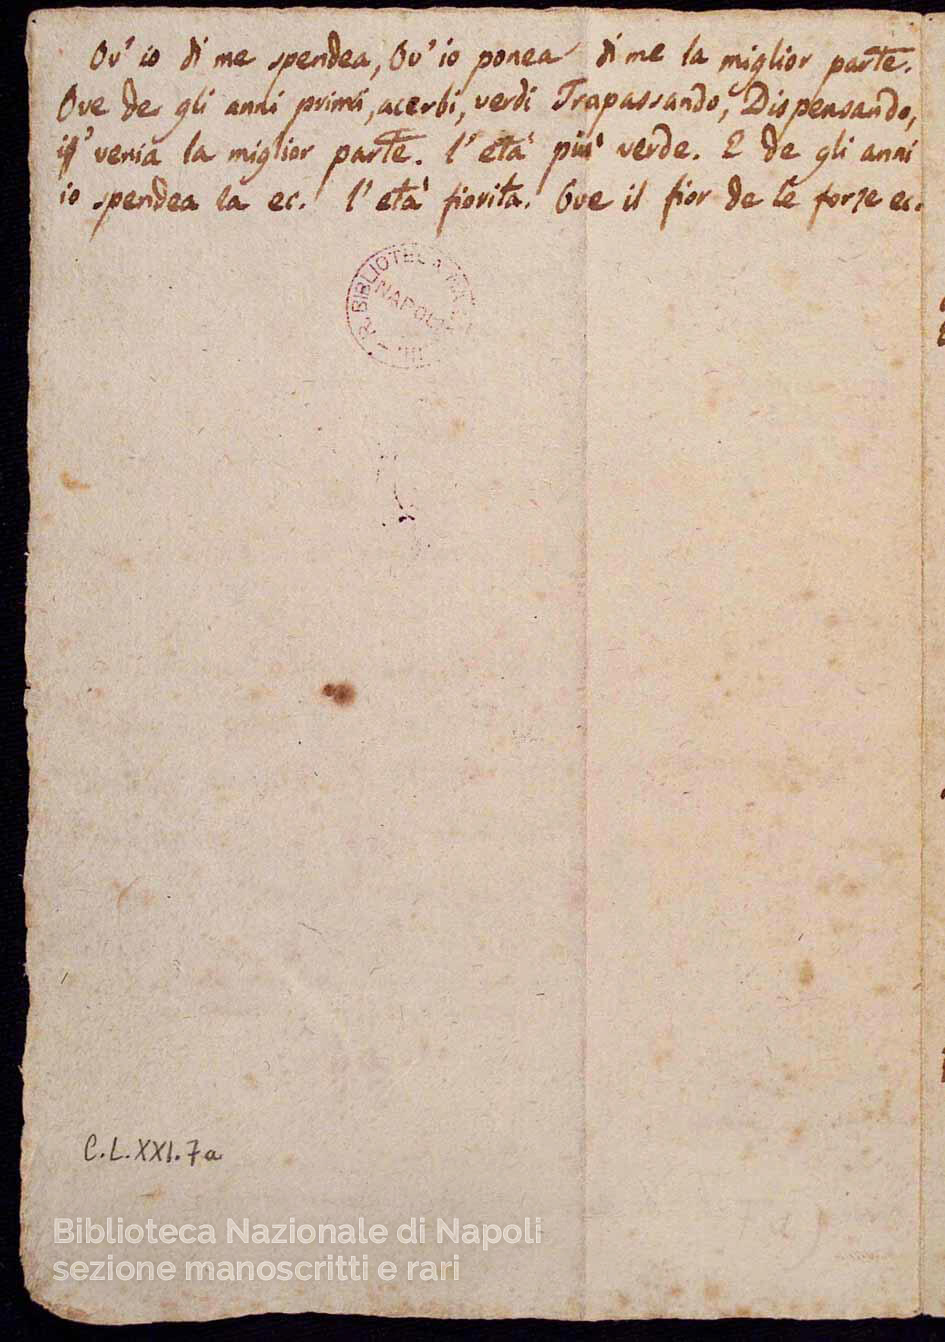 Ov' io di me spendea, Ov' io ponea di me la miglior parte.
Ove de gli anni primi, acerbi, verdi Trapassando, Dispensando,
venia la miglior parte. l' età più verde. E de gli anni
io spendea la ec. l' età fiorita. Ove il fior de le forze ec.
R. BIBLIOTECA NAZ.
NAPOLI
C.L.XXI.7a
Biblioteca Nazionale di Napoli
sezione manoscritti e rari